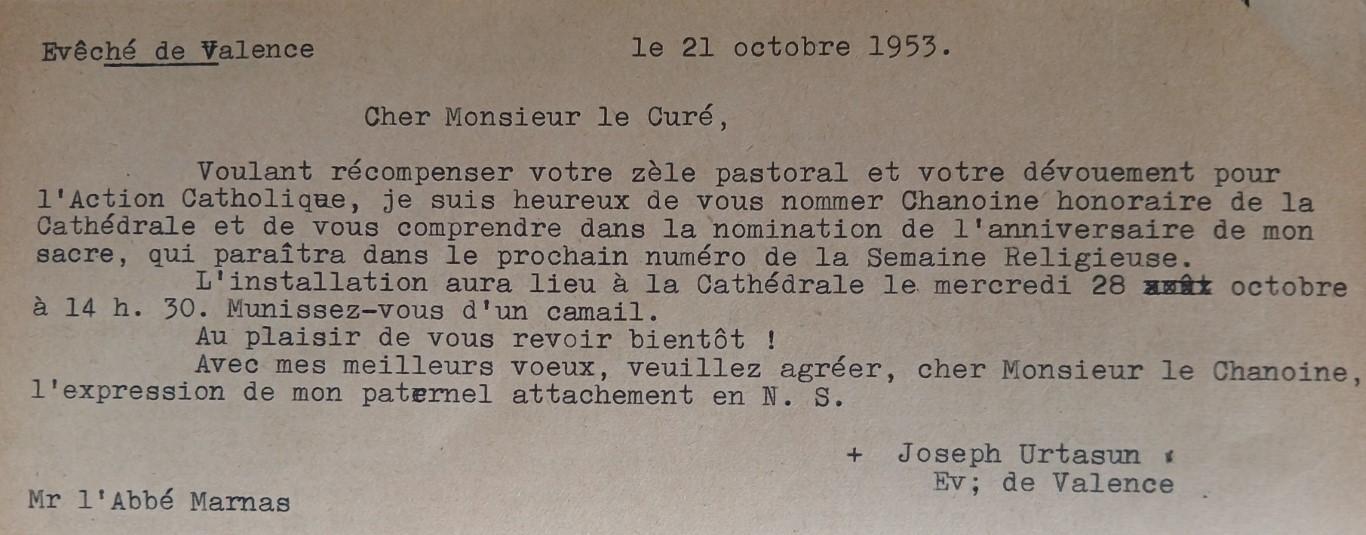 Evêché de Valence le 21 octobre 1953.
Cher Monsieur le Curé,
Voulant récompenser votre zèle pastoral et votre dévouement pour
l'Action Catholique, je suis heureux de vous nommer Chanoine honoraire de la
Cathédrale et de vous comprendre dans la nomination de l'anniversaire de mon
sacre, qui paraîtra dans le prochain numéro de la Semaine Religieuse.
L'installation aura lieu à la Cathédrale le mercredi 28 octobre
à 14 h. 30. Munissez-vous d'un camail.
Au plaisir de vous revoir bientôt !
Avec mes meilleurs voeux, veuillez agréer, cher Monsieur le Chanoine,
l'expression de mon paternel attachement en N. S.
+ Joseph Urtasun
Ev; de Valence
Mr l'Abbé Marnas